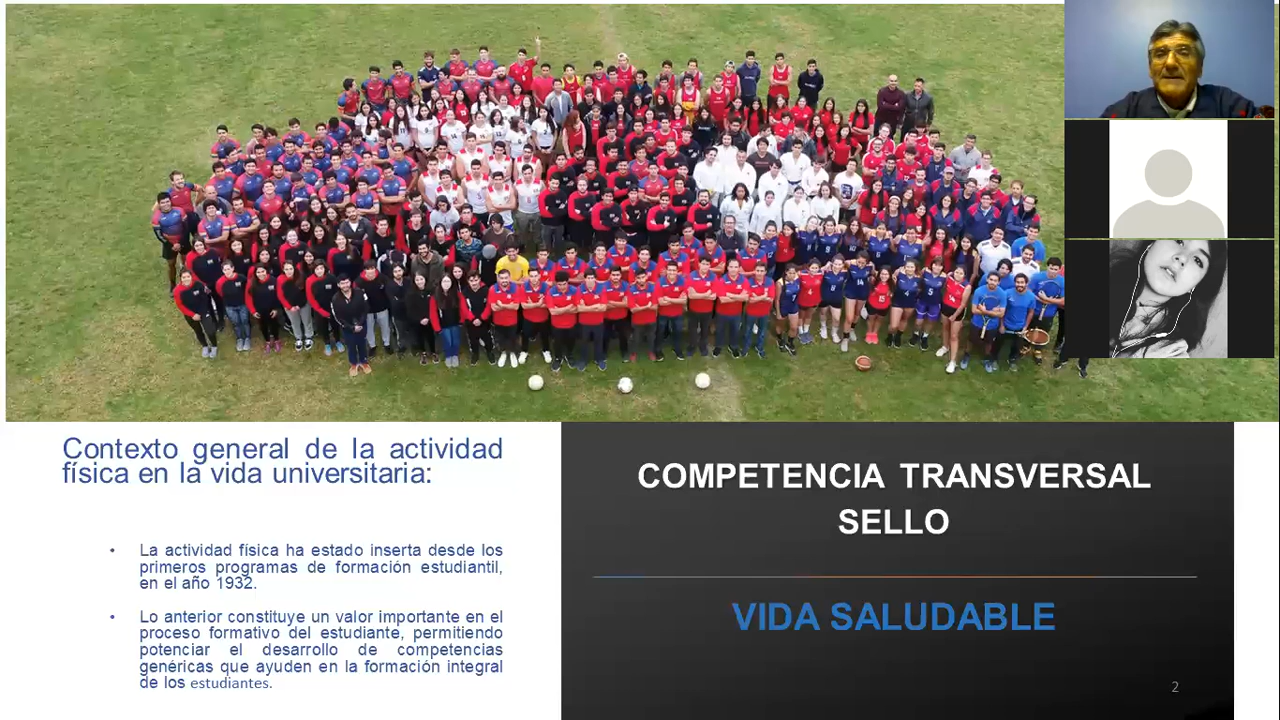 Contexto general de la actividad
física en la vida universitaria:
• La actividad física ha estado inserta desde los
primeros programas de formación estudiantil,
en el año 1932.
• Lo anterior constituye un valor importante en el
proceso formativo del estudiante, permitiendo
potenciar el desarrollo de competencias
genéricas que ayuden en la formación integral
de los estudiantes.
COMPETENCIA TRANSVERSAL
SELLO
VIDA SALUDABLE
2